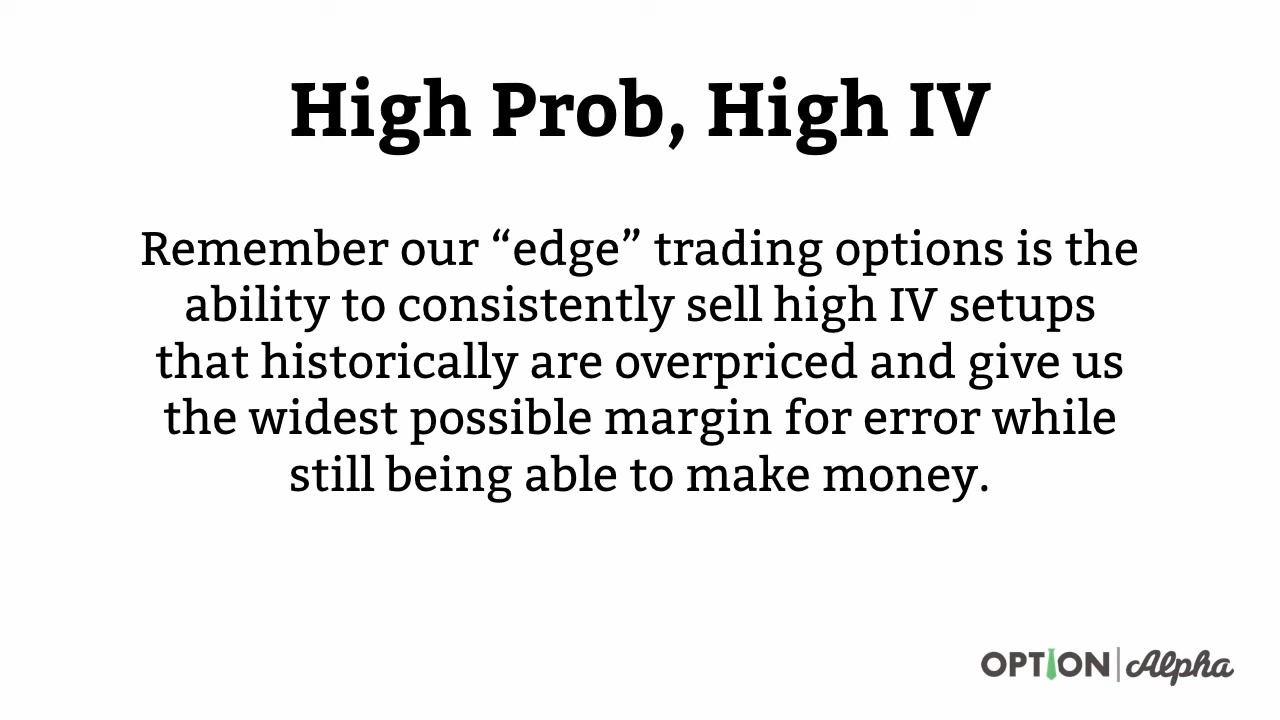 High Prob, High IV
Remember our “edge” trading options is the
ability to consistently sell high IV setups
that historically are overpriced and give us
the widest possible margin for error while
still being able to make money.
OPTION | Alpha